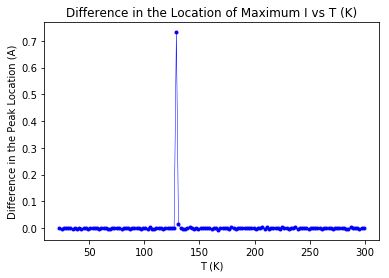 Difference in the Location of Maximum I vs T (K)
Difference in the Peak Location (A)
0.7
0.6
0.5
0.4
0.3
0.2
0.1
0.0
50 100 150 200 250 300
T (K)